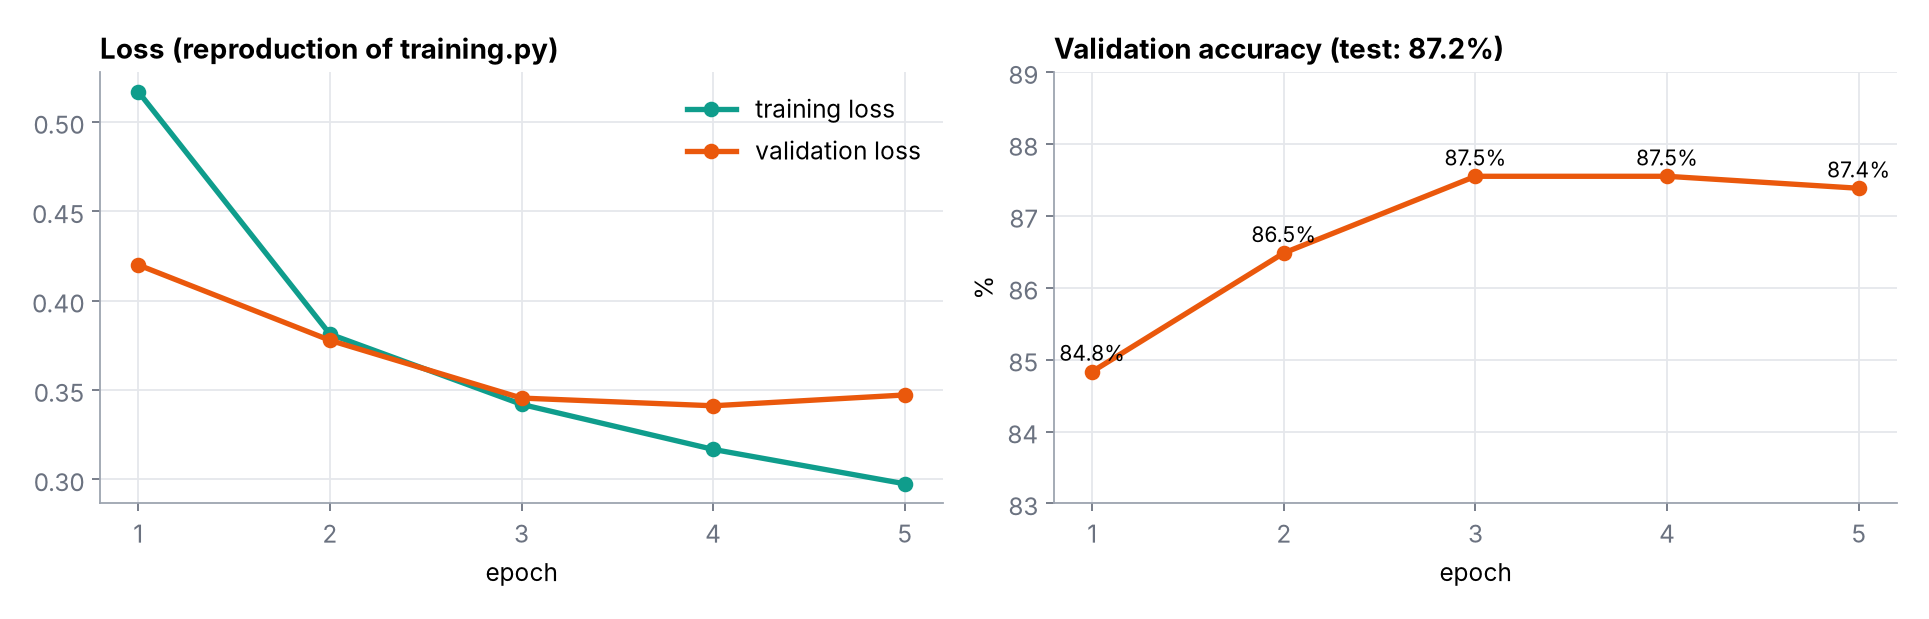 Loss (reproduction of training.py)
training loss
validation loss
0.50
0.45
0.40
0.35
0.30
1 2 3 4 5
epoch
Validation accuracy (test: 87.2%)
%
89
88
87
86
85
84
83
84.8%
86.5%
87.5%
87.5%
87.4%
1 2 3 4 5
epoch